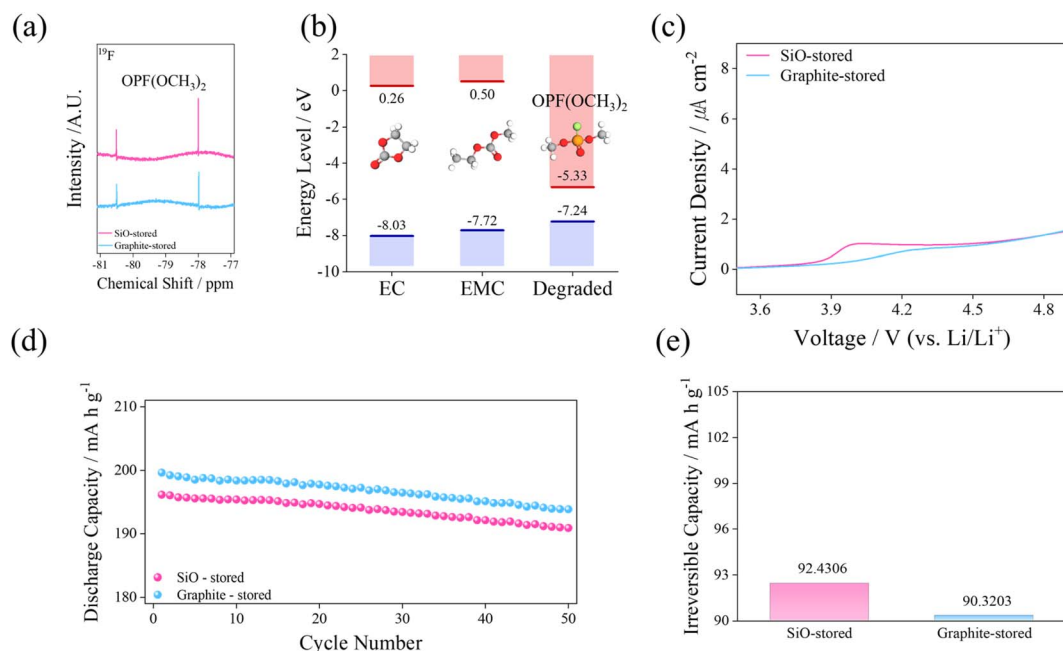 (a)
¹⁹F
OPF(OCH₃)₂
Intensity /A.U.
SiO-stored
Graphite-stored
-81 -80 -79 -78 -77
Chemical Shift / ppm
(b)
Energy Level / eV
2
0
-2
-4
-6
-8
-10
0.26
0.50
OPF(OCH₃)₂
-5.33
-8.03
-7.72
-7.24
EC EMC Degraded
(c)
SiO-stored
Graphite-stored
Current Density / μA cm⁻²
8
6
4
2
0
3.6 3.9 4.2 4.5 4.8
Voltage / V (vs. Li/Li⁺)
(d)
Discharge Capacity / mA h g⁻¹
210
200
190
180
SiO - stored
Graphite - stored
0 10 20 30 40 50
Cycle Number
(e)
Irreversible Capacity / mA h g⁻¹
105
102
99
96
93
90
92.4306
90.3203
SiO-stored Graphite-stored